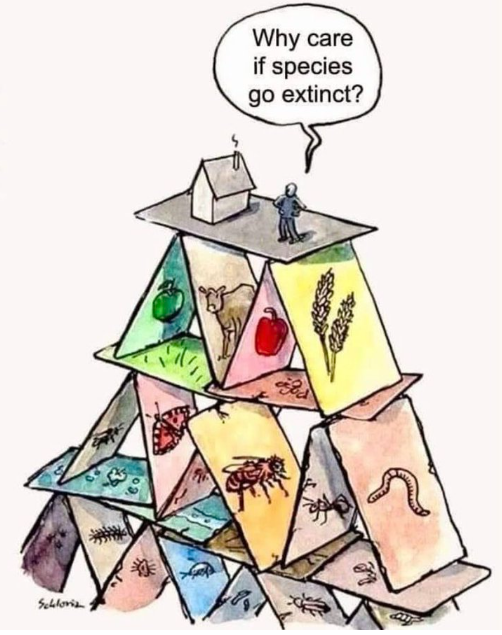 Why care
if species
go extinct?